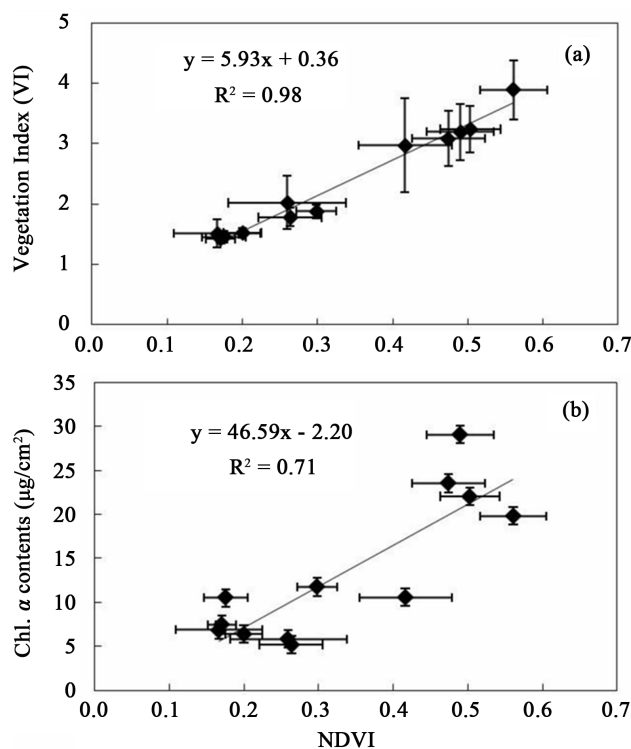 5
4
3
2
1
0
Vegetation Index (VI)
y = 5.93x + 0.36
R² = 0.98
(a)
0.0 0.1 0.2 0.3 0.4 0.5 0.6 0.7
35
30
25
20
15
10
5
0
Chl. α contents (μg/cm²)
y = 46.59x - 2.20
R² = 0.71
(b)
0.0 0.1 0.2 0.3 0.4 0.5 0.6 0.7
NDVI